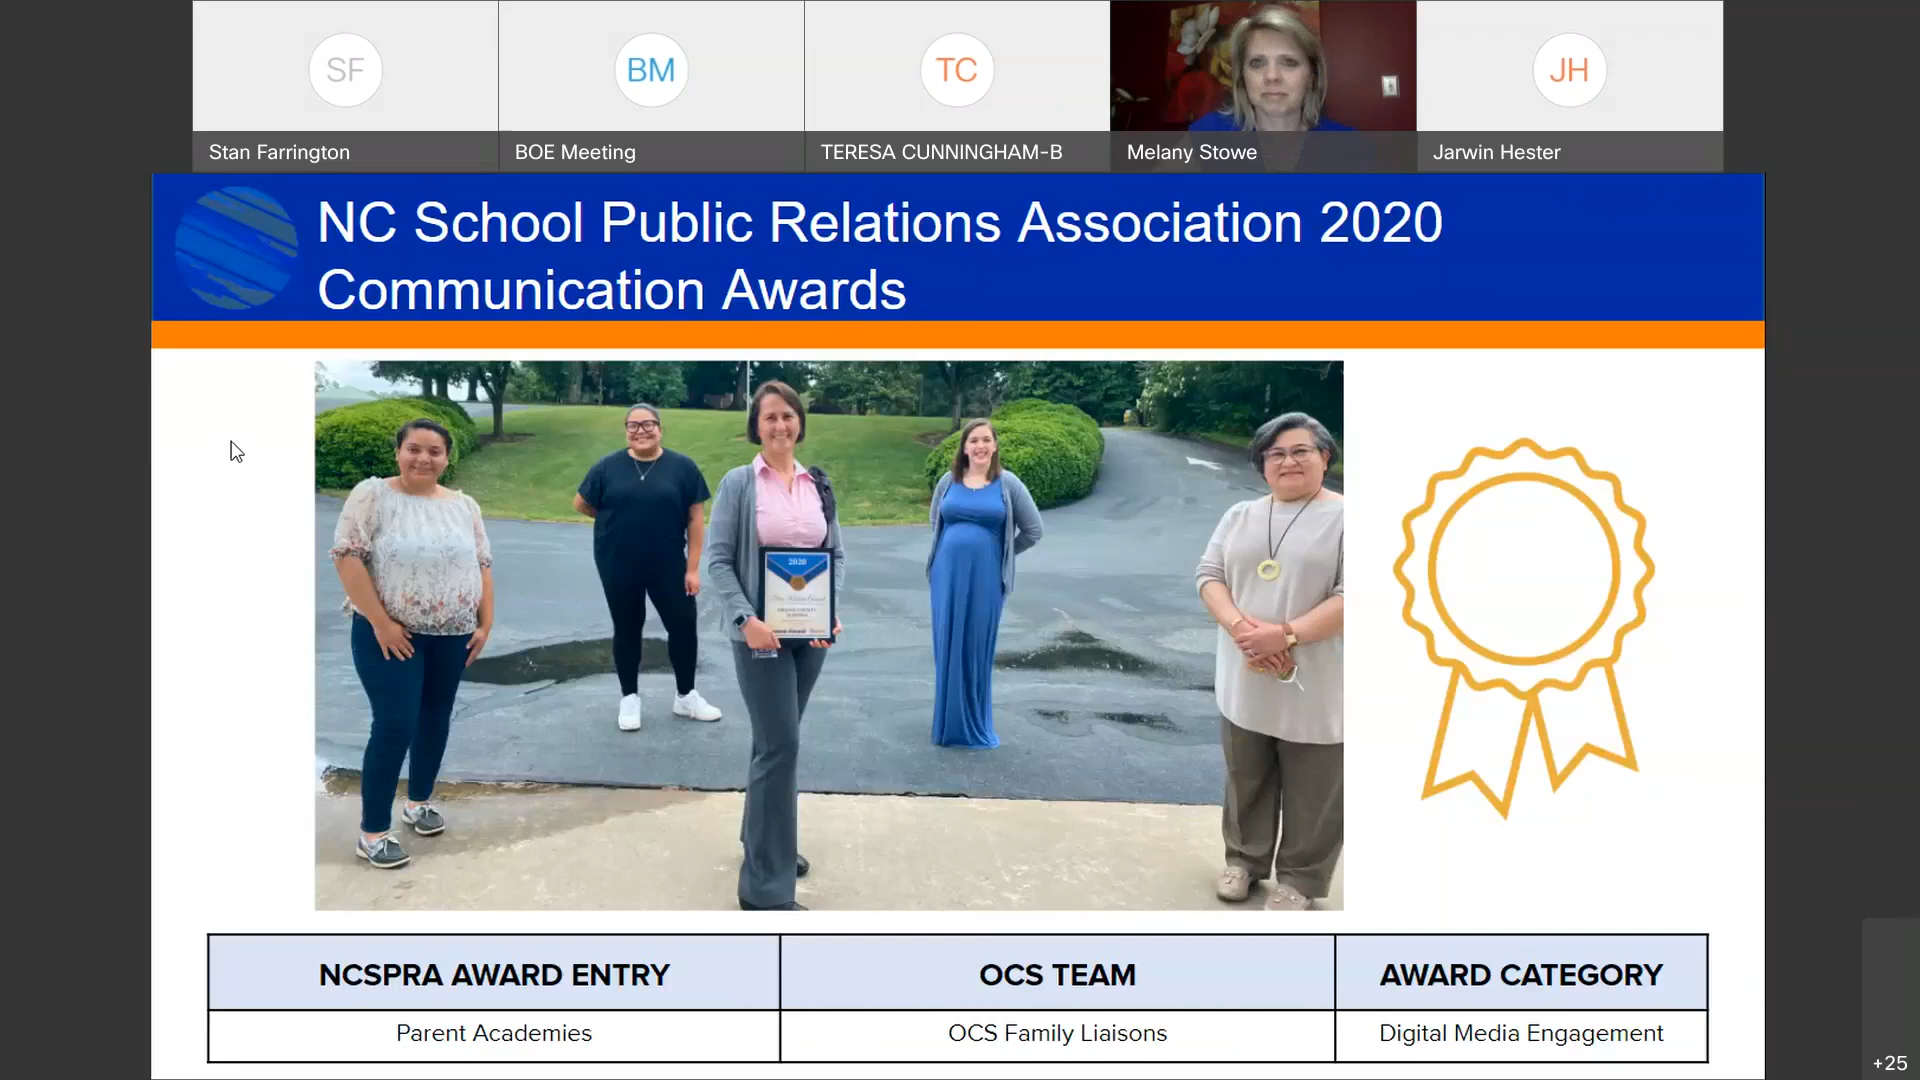 SF
BM
TC
JH
Stan Farrington
BOE Meeting
TERESA CUNNINGHAM-B
Melany Stowe
Jarwin Hester
NC School Public Relations Association 2020
Communication Awards
2020
NCSPRA AWARD ENTRY
OCS TEAM
AWARD CATEGORY
Parent Academies
OCS Family Liaisons
Digital Media Engagement
+25